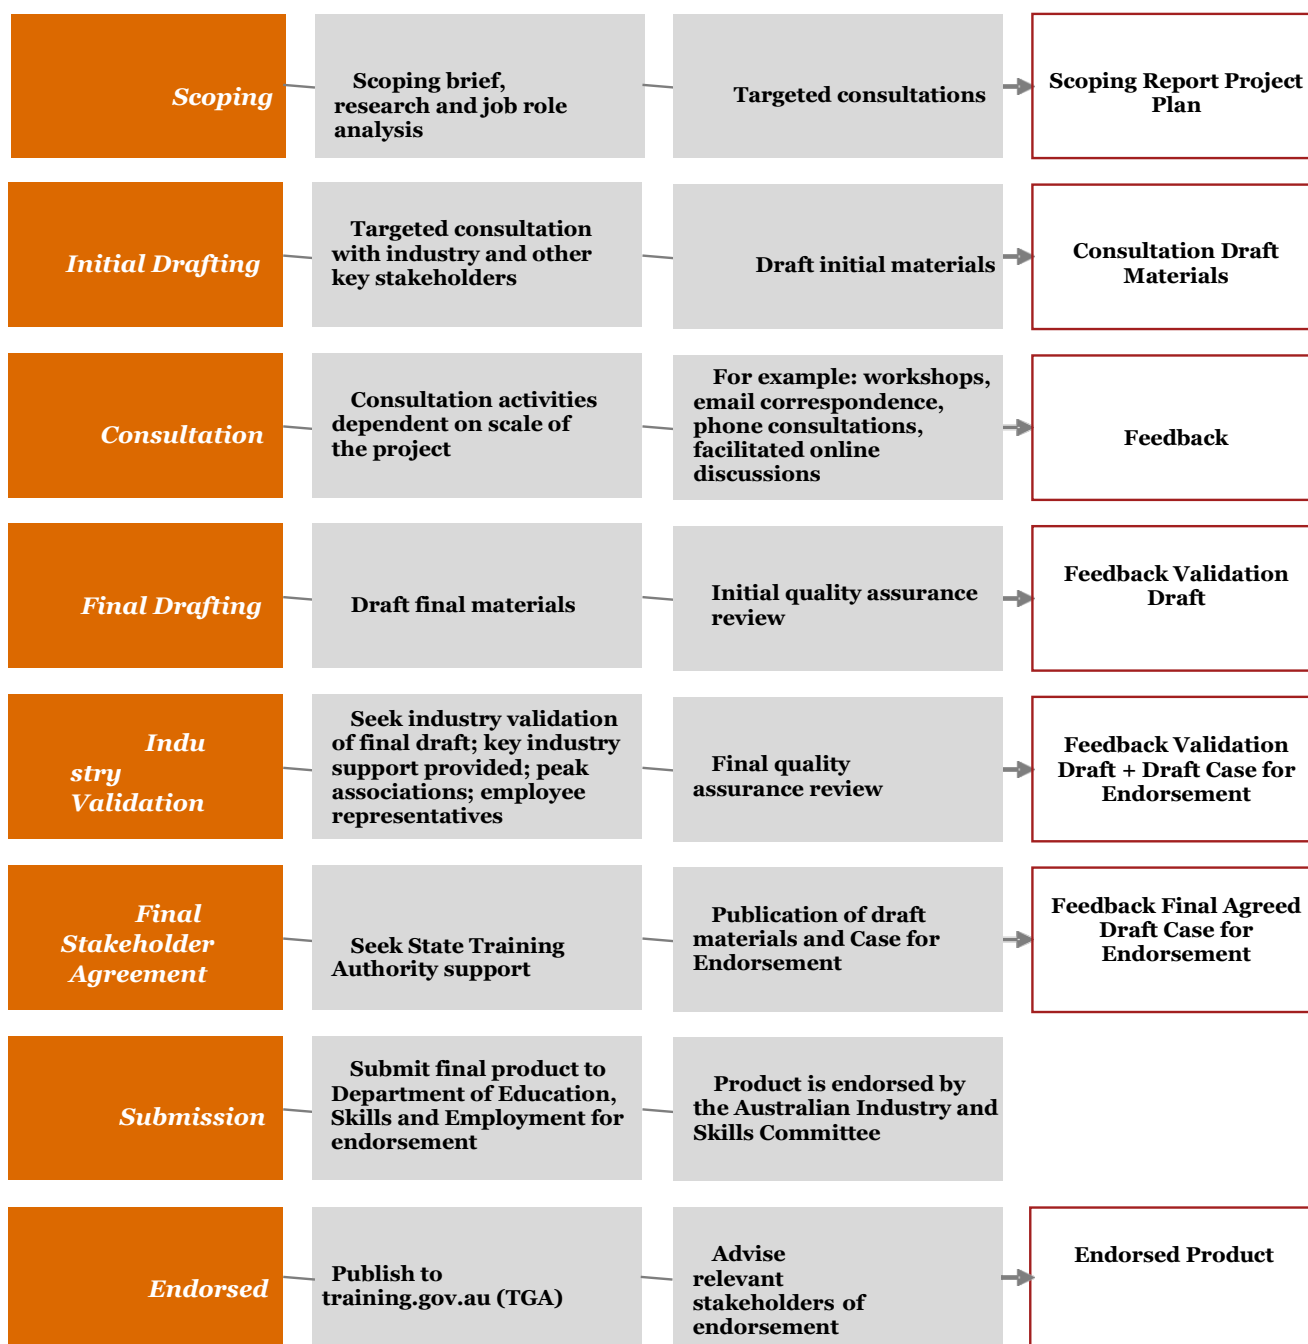 Scoping
Scoping brief,
research and job role
analysis
Targeted consultations
Scoping Report Project
Plan
Initial Drafting
Targeted consultation
with industry and other
key stakeholders
Draft initial materials
Consultation Draft
Materials
Consultation
Consultation activities
dependent on scale of
the project
For example: workshops,
email correspondence,
phone consultations,
facilitated online
discussions
Feedback
Final Drafting
Draft final materials
Initial quality assurance
review
Feedback Validation
Draft
Indu
stry
Validation
Seek industry validation
of final draft; key industry
support provided; peak
associations; employee
representatives
Final quality
assurance review
Feedback Validation
Draft + Draft Case for
Endorsement
Final
Stakeholder
Agreement
Seek State Training
Authority support
Publication of draft
materials and Case for
Endorsement
Feedback Final Agreed
Draft Case for
Endorsement
Submission
Submit final product to
Department of Education,
Skills and Employment for
endorsement
Product is endorsed by
the Australian Industry and
Skills Committee
Endorsed
Publish to
training.gov.au (TGA)
Advise
relevant
stakeholders of
endorsement
Endorsed Product